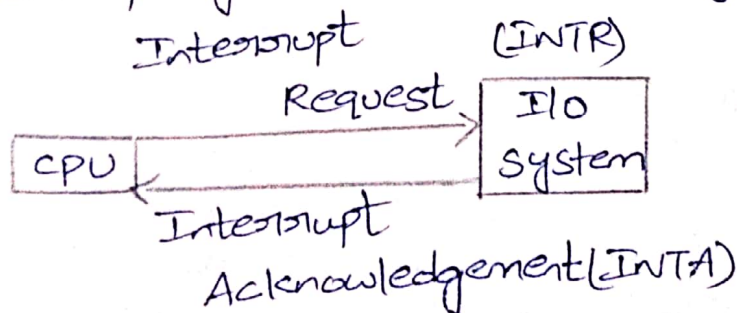 Interrupt (INTR)
Request
I/O
CPU
System
Interrupt
Acknowledgement (INTA)